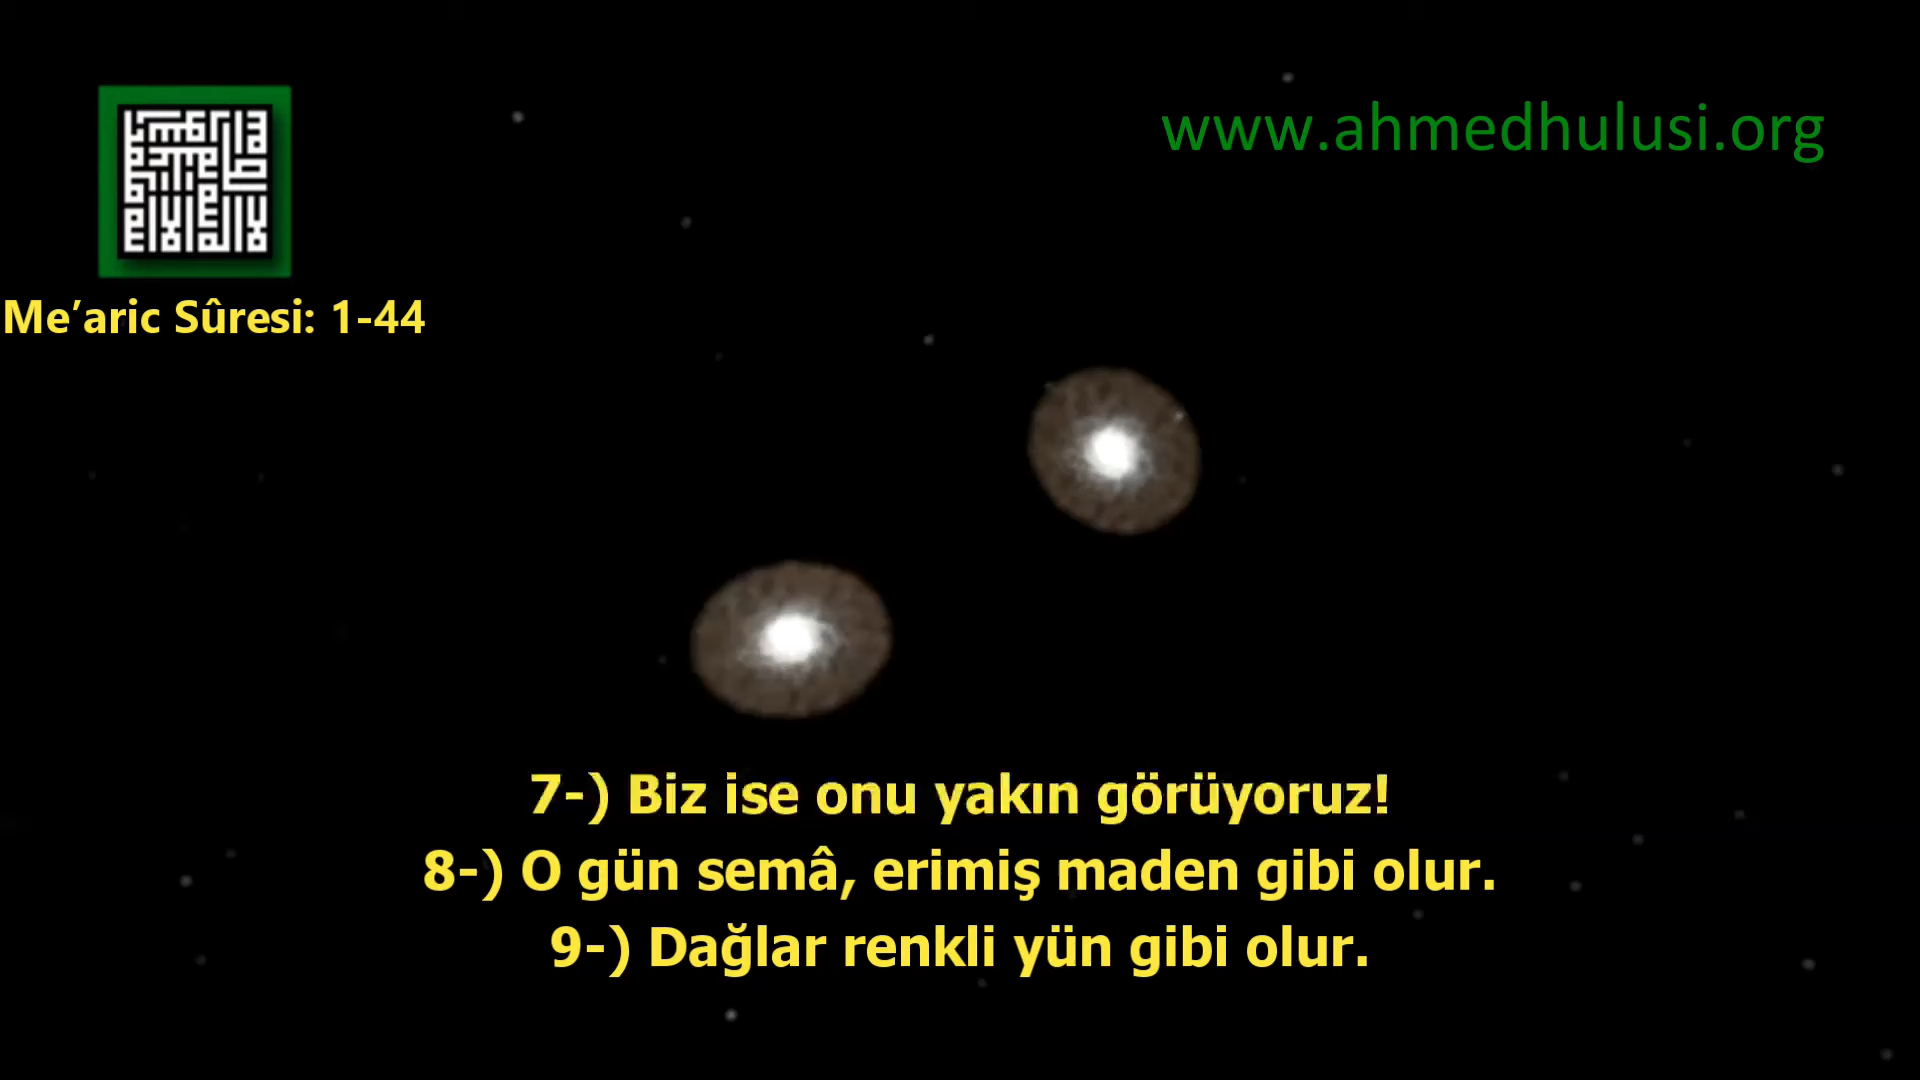 www.ahmedhulusi.org
Me’aric Sûresi: 1-44
7-) Biz ise onu yakın görüyoruz!
8-) O gün semâ, erimiş maden gibi olur.
9-) Dağlar renkli yün gibi olur.